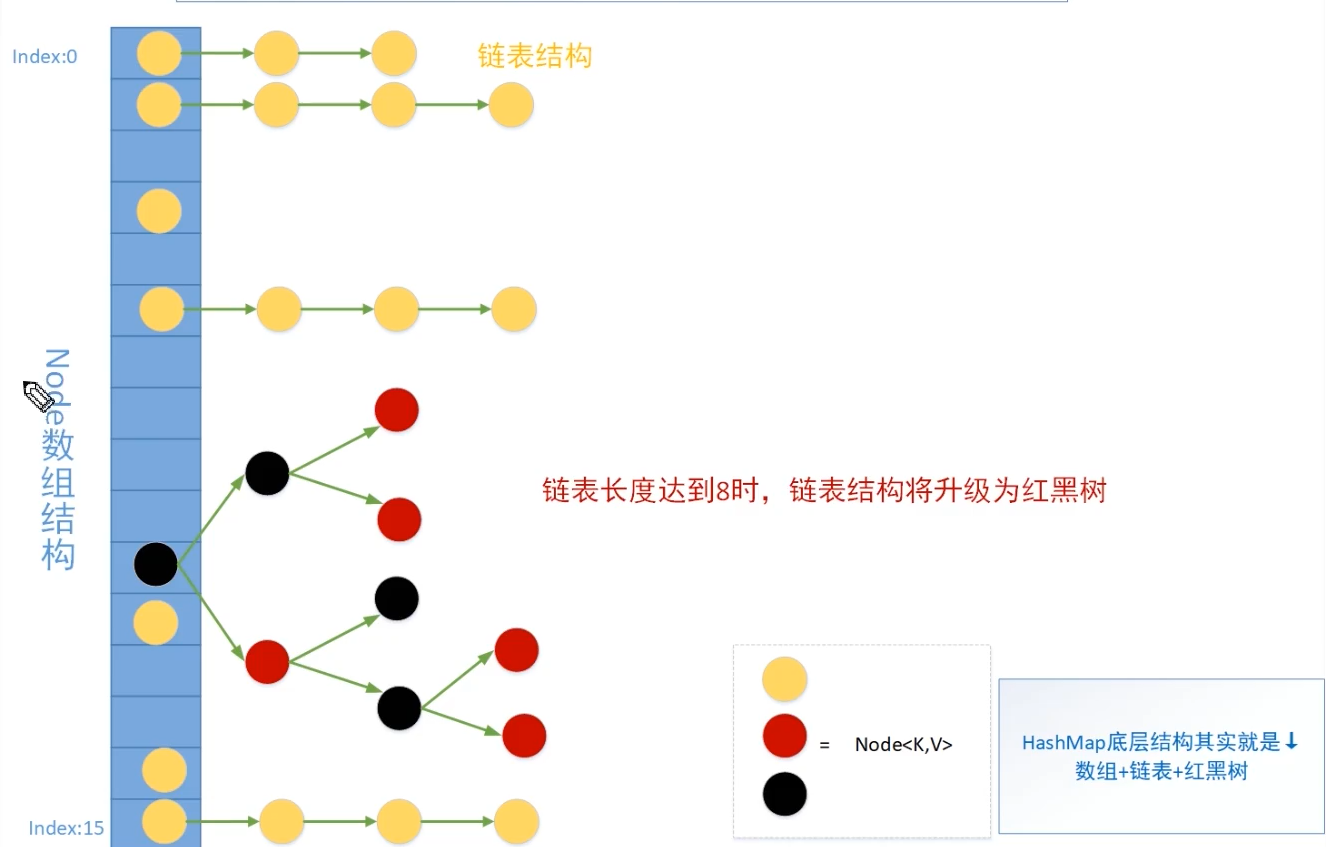 Index:0
链表结构
Node数组结构
链表长度达到8时，链表结构将升级为红黑树
= Node<K,V>
HashMap底层结构其实就是↓
数组+链表+红黑树
Index:15